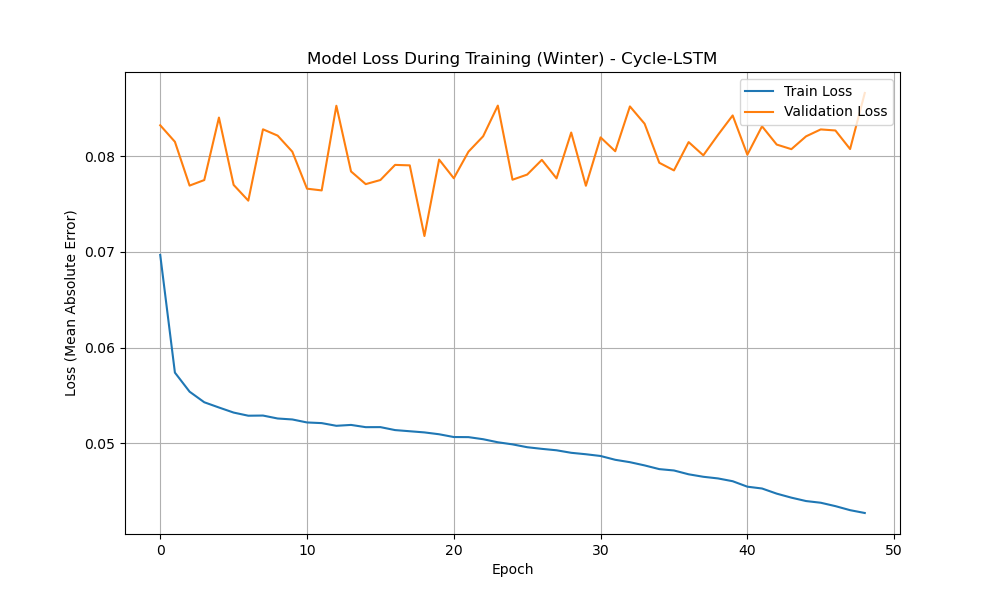 Model Loss During Training (Winter) - Cycle-LSTM
Train Loss
Validation Loss
0.08
0.07
0.06
0.05
Loss (Mean Absolute Error)
0
10
20
30
40
50
Epoch